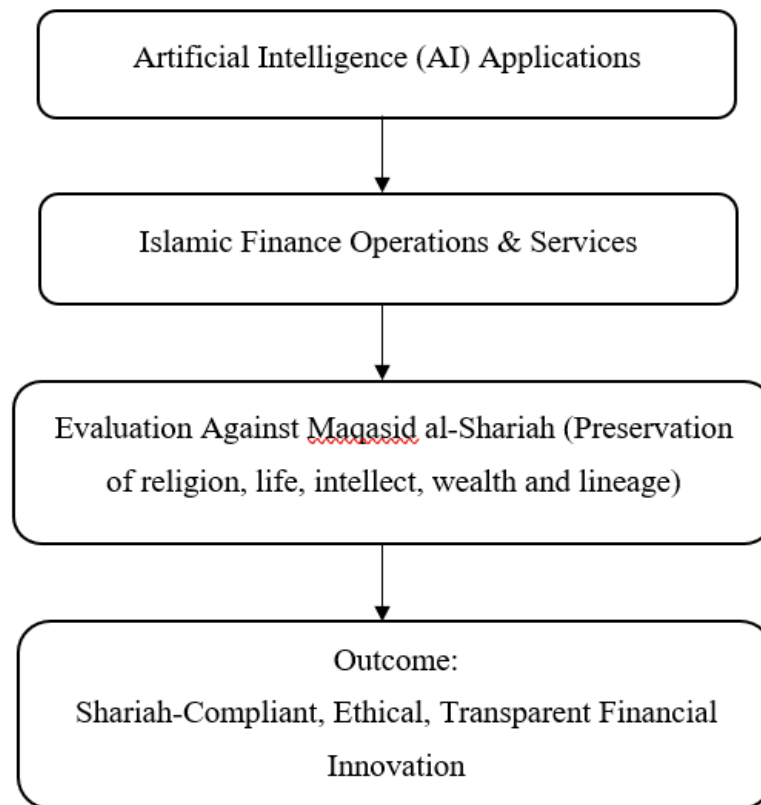 Artificial Intelligence (AI) Applications
Islamic Finance Operations & Services
Evaluation Against Maqasid al-Shariah (Preservation
of religion, life, intellect, wealth and lineage)
Outcome:
Shariah-Compliant, Ethical, Transparent Financial
Innovation